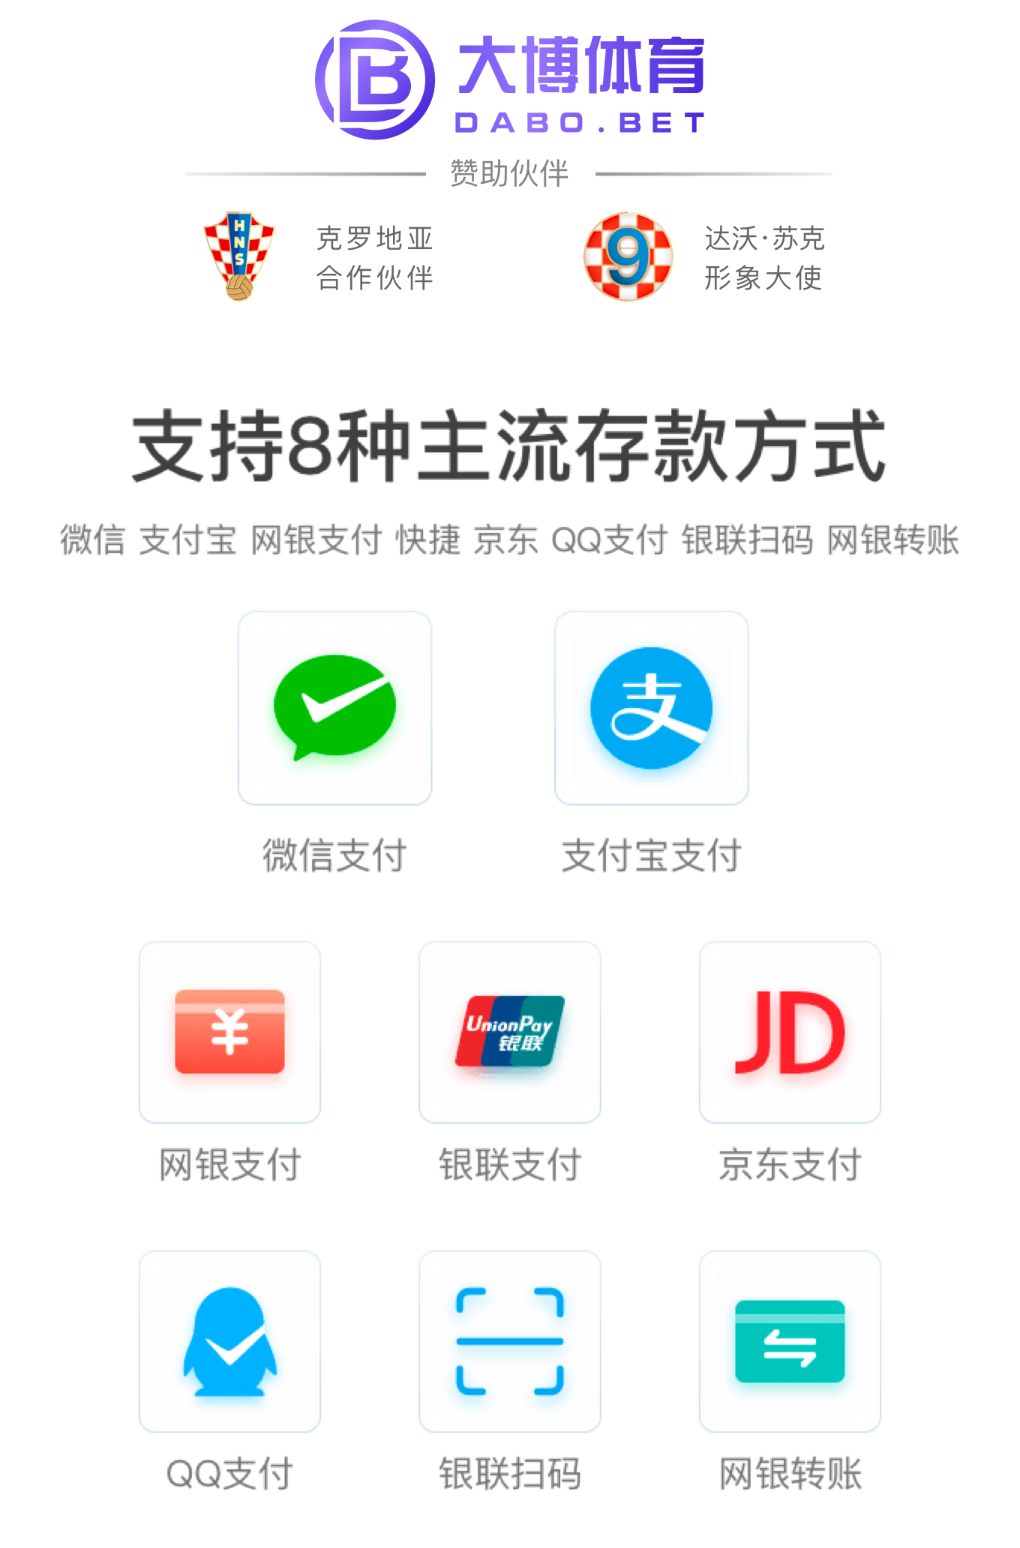 大博体育
DABO.BET
赞助伙伴
HNS
克罗地亚
合作伙伴
9
达沃·苏克
形象大使
支持8种主流存款方式
微信 支付宝 网银支付 快捷 京东 QQ支付 银联扫码 网银转账
支
微信支付
支付宝支付
¥
UnionPay
银联
JD
网银支付
银联支付
京东支付
QQ支付
银联扫码
网银转账